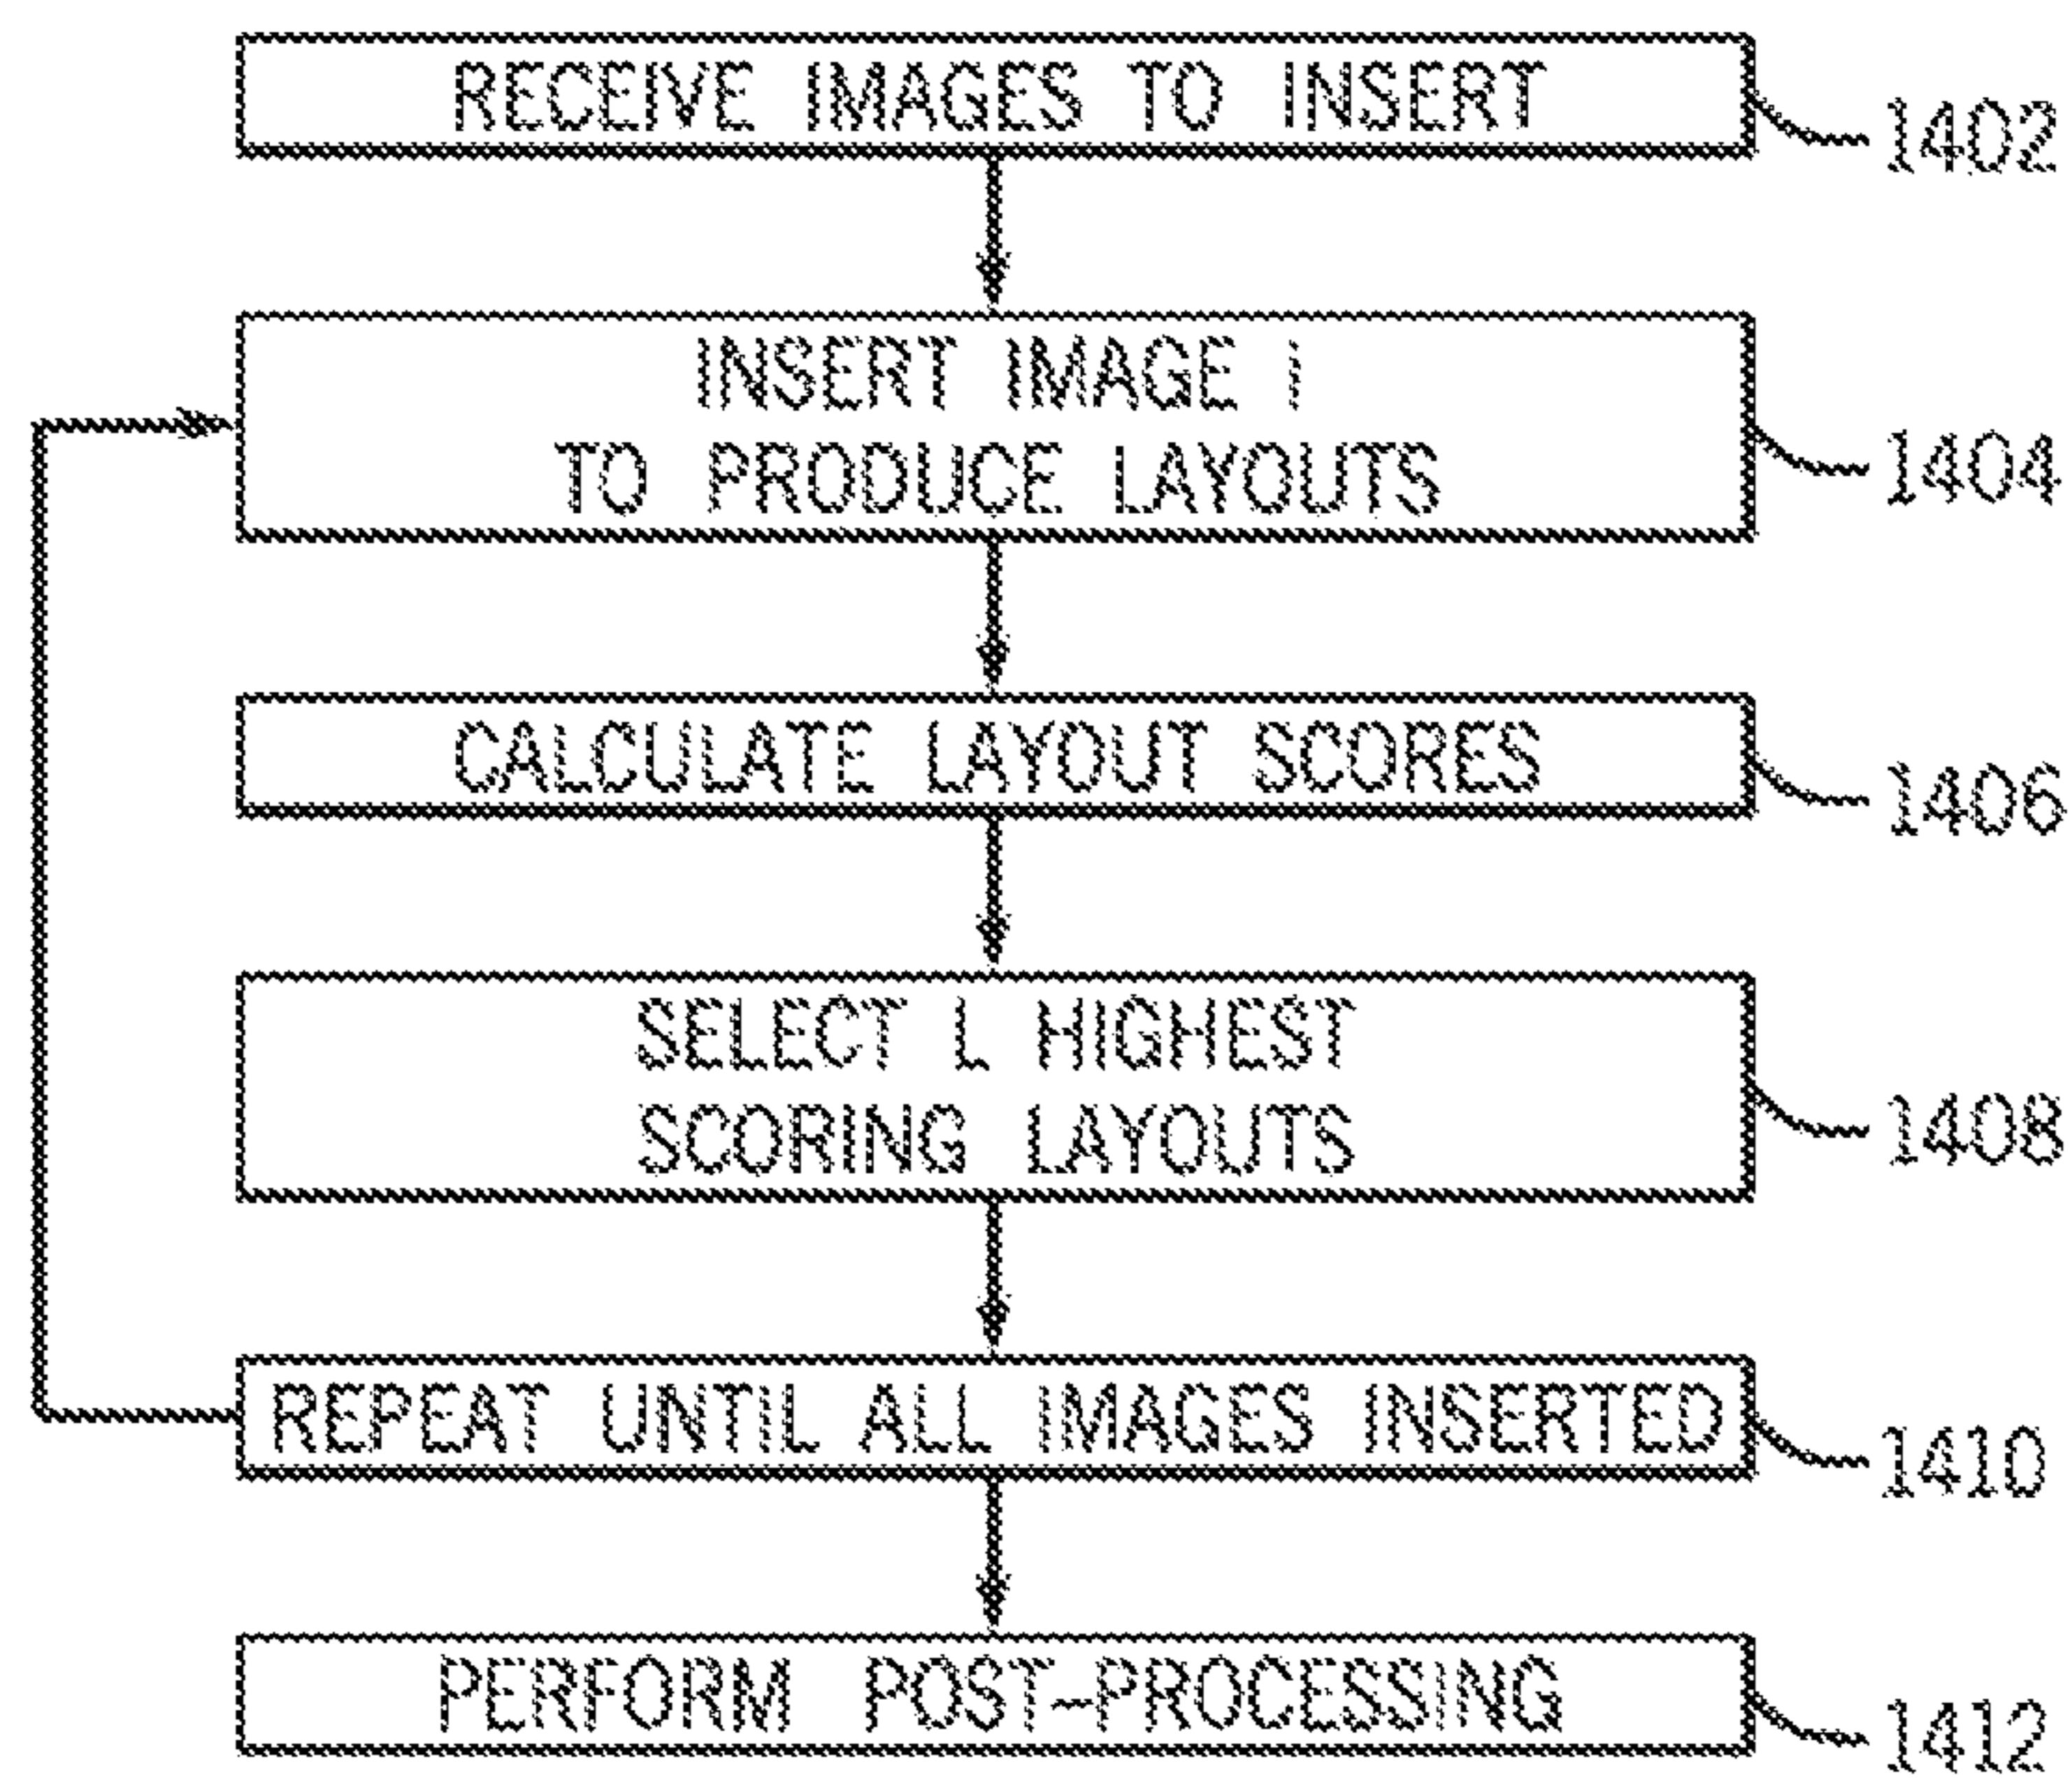 RECEIVE IMAGES TO INSERT
1402
INSERT IMAGE i
TO PRODUCE LAYOUTS
1404
CALCULATE LAYOUT SCORES
1406
SELECT L HIGHEST
SCORING LAYOUTS
1408
REPEAT UNTIL ALL IMAGES INSERTED
1410
PERFORM POST-PROCESSING
1412